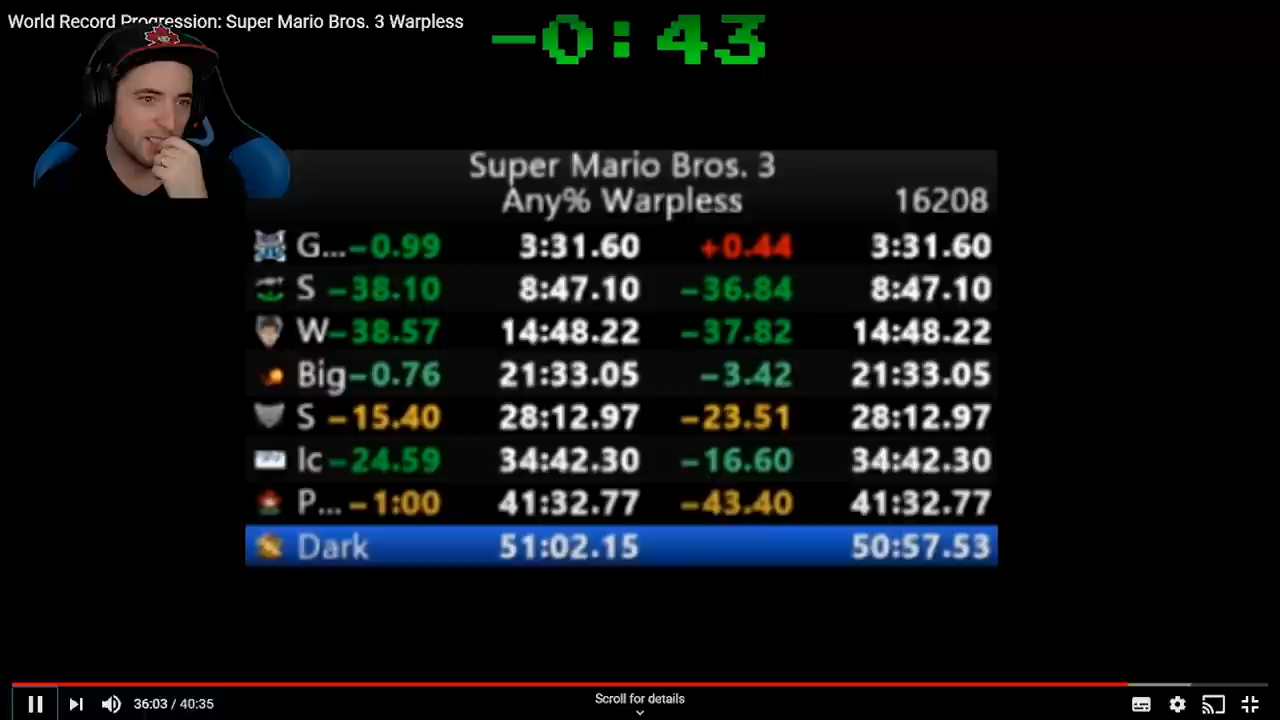 World Record Progression: Super Mario Bros. 3 Warpless
-0:43
Super Mario Bros. 3
Any% Warpless 16208
G... -0.99 3:31.60 +0.44 3:31.60
S -38.10 8:47.10 -36.84 8:47.10
W -38.57 14:48.22 -37.82 14:48.22
Big -0.76 21:33.05 -3.42 21:33.05
S -15.40 28:12.97 -23.51 28:12.97
Ic -24.59 34:42.30 -16.60 34:42.30
P... -1:00 41:32.77 -43.40 41:32.77
Dark 51:02.15 50:57.53
Scroll for details
36:03 / 40:35